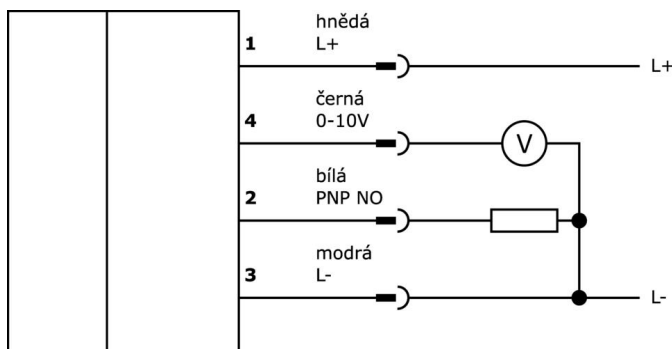 hnědá
1 L+
L+
černá
4 0-10V
V
bílá
2 PNP NO
modrá
3 L-
L-